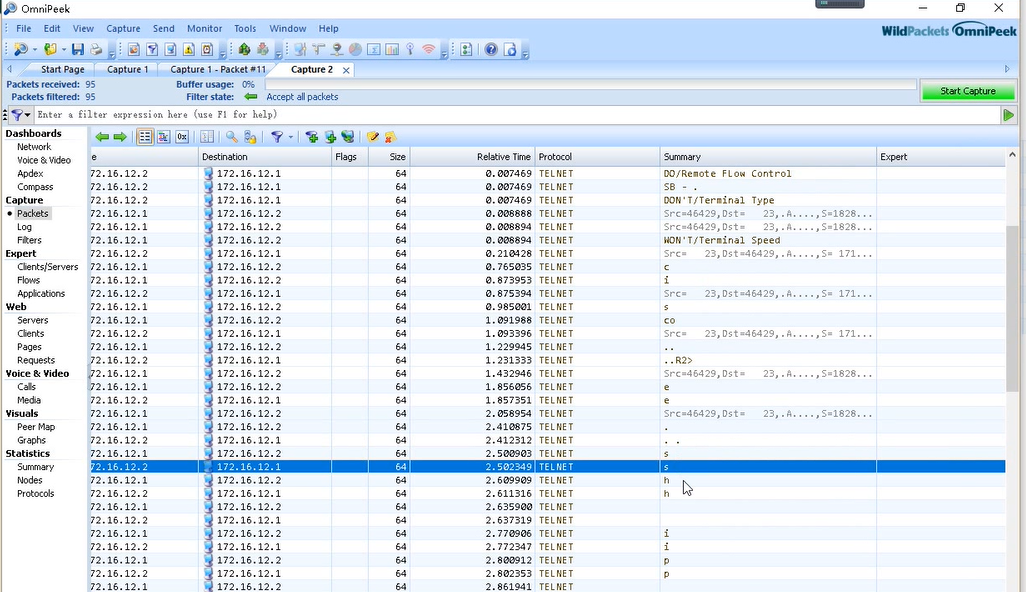 OmniPeek
File Edit View Capture Send Monitor Tools Window Help
WildPackets OmniPeek
Start Page Capture 1 Capture 1 - Packet #11 Capture 2
Packets received: 95 Buffer usage: 0%
Packets filtered: 95 Filter state: Accept all packets
Start Capture
Enter a filter expression here (use F1 for help)
Dashboards
Network
Voice & Video
Apdex
Compass
Capture
Packets
Log
Filters
Expert
Clients/Servers
Flows
Applications
Web
Servers
Clients
Pages
Requests
Voice & Video
Calls
Media
Visuals
Peer Map
Graphs
Statistics
Summary
Nodes
Protocols
e Destination Flags Size Relative Time Protocol Summary Expert
72.16.12.2 172.16.12.1 64 0.007469 TELNET DO/Remote FLow Control
72.16.12.2 172.16.12.1 64 0.007469 TELNET SB - .
72.16.12.2 172.16.12.1 64 0.007469 TELNET DON'T/Terminal Type
72.16.12.1 172.16.12.2 64 0.008888 TELNET Src=46429,Dst= 23,.A....,S=1828...
72.16.12.1 172.16.12.2 64 0.008894 TELNET Src=46429,Dst= 23,.A....,S=1828...
72.16.12.1 172.16.12.2 64 0.008894 TELNET WON'T/Terminal Speed
72.16.12.2 172.16.12.1 64 0.210428 TELNET Src= 23,Dst=46429,.A....,S= 171...
72.16.12.1 172.16.12.2 64 0.765035 TELNET c
72.16.12.1 172.16.12.2 64 0.873953 TELNET i
72.16.12.2 172.16.12.1 64 0.875394 TELNET Src= 23,Dst=46429,.A....,S= 171...
72.16.12.1 172.16.12.2 64 0.985001 TELNET s
72.16.12.1 172.16.12.2 64 1.091988 TELNET co
72.16.12.2 172.16.12.1 64 1.093396 TELNET Src= 23,Dst=46429,.A....,S= 171...
72.16.12.1 172.16.12.2 64 1.229945 TELNET ..
72.16.12.2 172.16.12.1 64 1.231333 TELNET ..R2>
72.16.12.1 172.16.12.2 64 1.432946 TELNET Src=46429,Dst= 23,.A....,S=1828...
72.16.12.1 172.16.12.2 64 1.856056 TELNET e
72.16.12.2 172.16.12.1 64 1.857351 TELNET e
72.16.12.1 172.16.12.2 64 2.058954 TELNET Src=46429,Dst= 23,.A....,S=1828...
72.16.12.1 172.16.12.2 64 2.410875 TELNET .
72.16.12.2 172.16.12.1 64 2.412312 TELNET . .
72.16.12.1 172.16.12.2 64 2.500903 TELNET s
72.16.12.2 172.16.12.1 64 2.502349 TELNET s
72.16.12.1 172.16.12.2 64 2.609909 TELNET h
72.16.12.2 172.16.12.1 64 2.611316 TELNET h
72.16.12.1 172.16.12.2 64 2.635900 TELNET
72.16.12.2 172.16.12.1 64 2.637319 TELNET
72.16.12.1 172.16.12.2 64 2.770906 TELNET i
72.16.12.2 172.16.12.1 64 2.772347 TELNET i
72.16.12.1 172.16.12.2 64 2.800912 TELNET p
72.16.12.2 172.16.12.1 64 2.802353 TELNET p
72.16.12.1 172.16.12.2 64 2.861941 TELNET